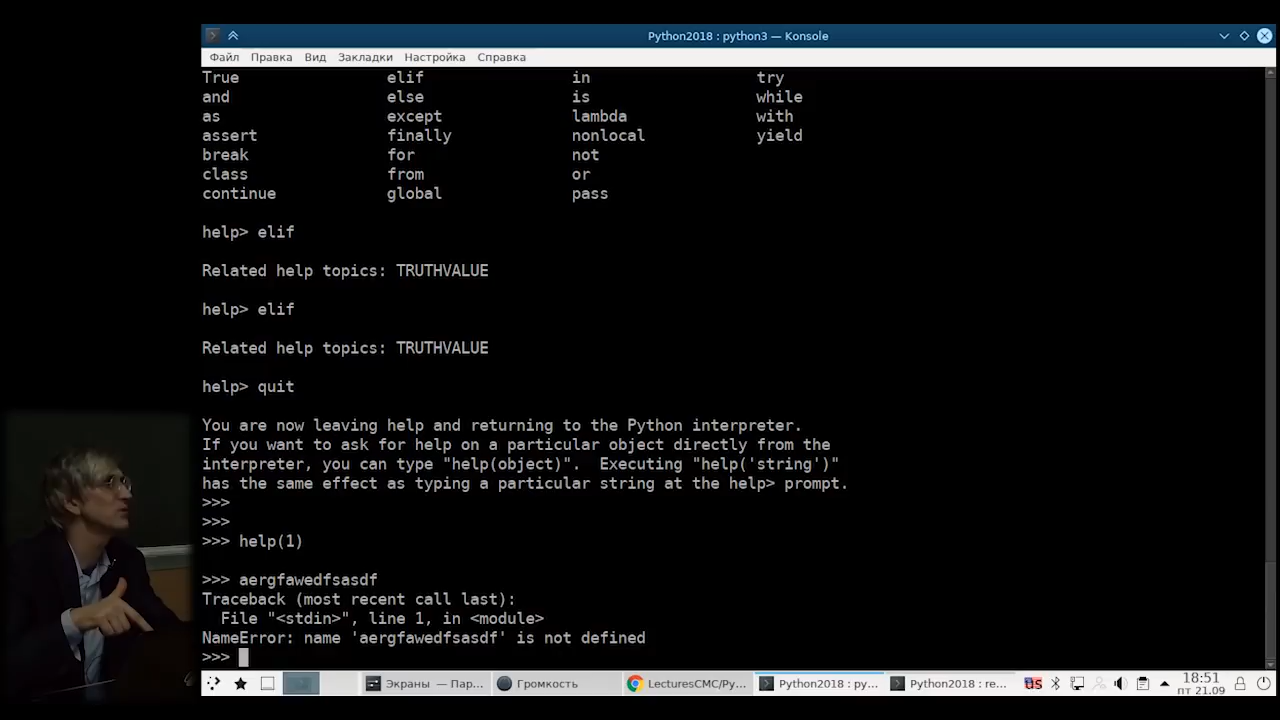 Python2018 : python3 — Konsole
Файл Правка Вид Закладки Настройка Справка
True elif in try
and else is while
as except lambda with
assert finally nonlocal yield
break for not
class from or
continue global pass
help> elif
Related help topics: TRUTHVALUE
help> elif
Related help topics: TRUTHVALUE
help> quit
You are now leaving help and returning to the Python interpreter.
If you want to ask for help on a particular object directly from the
interpreter, you can type "help(object)".  Executing "help('string')"
has the same effect as typing a particular string at the help> prompt.
>>>
>>>
>>> help(1)
>>> aergfawedfsasdf
Traceback (most recent call last):
  File "<stdin>", line 1, in <module>
NameError: name 'aergfawedfsasdf' is not defined
>>>
Экраны — Пар... Громкость LecturesCMC/Py... Python2018 : py... Python2018 : re... us 18:51
пт 21.09